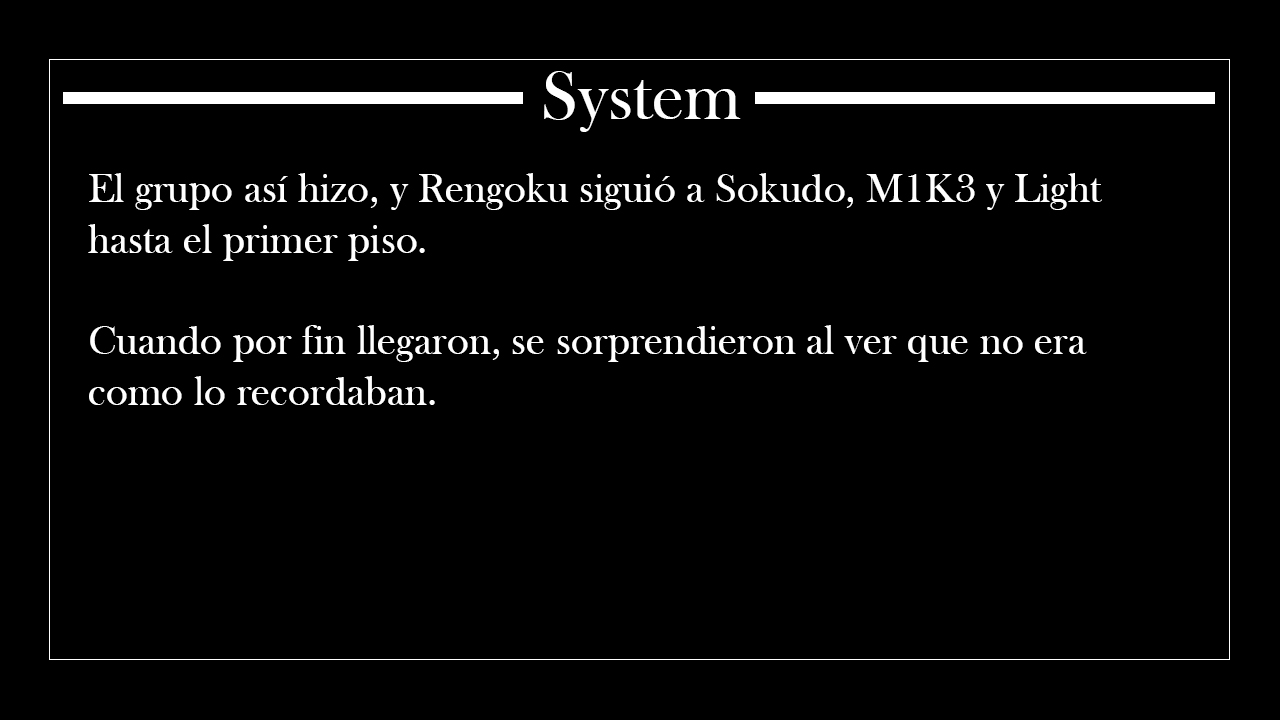 System
El grupo así hizo, y Rengoku siguió a Sokudo, M1K3 y Light
hasta el primer piso.
Cuando por fin llegaron, se sorprendieron al ver que no era
como lo recordaban.